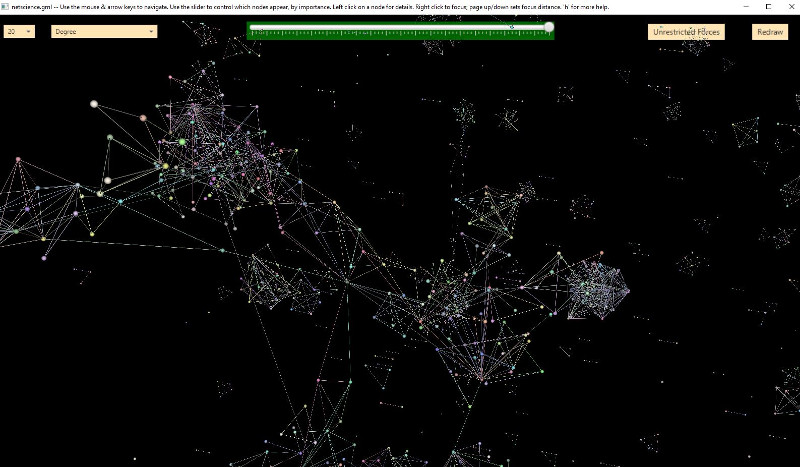 netscience.gml -- Use the mouse & arrow keys to navigate. Use the slider to control which nodes appear, by importance. Left click on a node for details. Right click to focus; page up/down sets focus distance. 'h' for more help.
20
Degree
Unrestricted Forces
Redraw